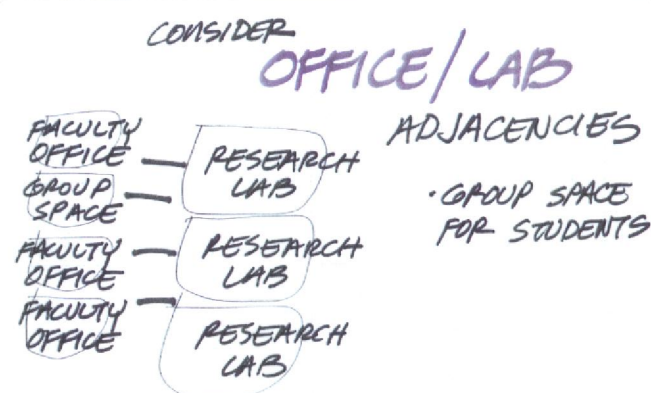 CONSIDER
OFFICE/LAB
ADJACENCIES
• GROUP SPACE
FOR STUDENTS
FACULTY
OFFICE
GROUP
SPACE
FACULTY
OFFICE
FACULTY
OFFICE
RESEARCH
LAB
RESEARCH
LAB
RESEARCH
LAB